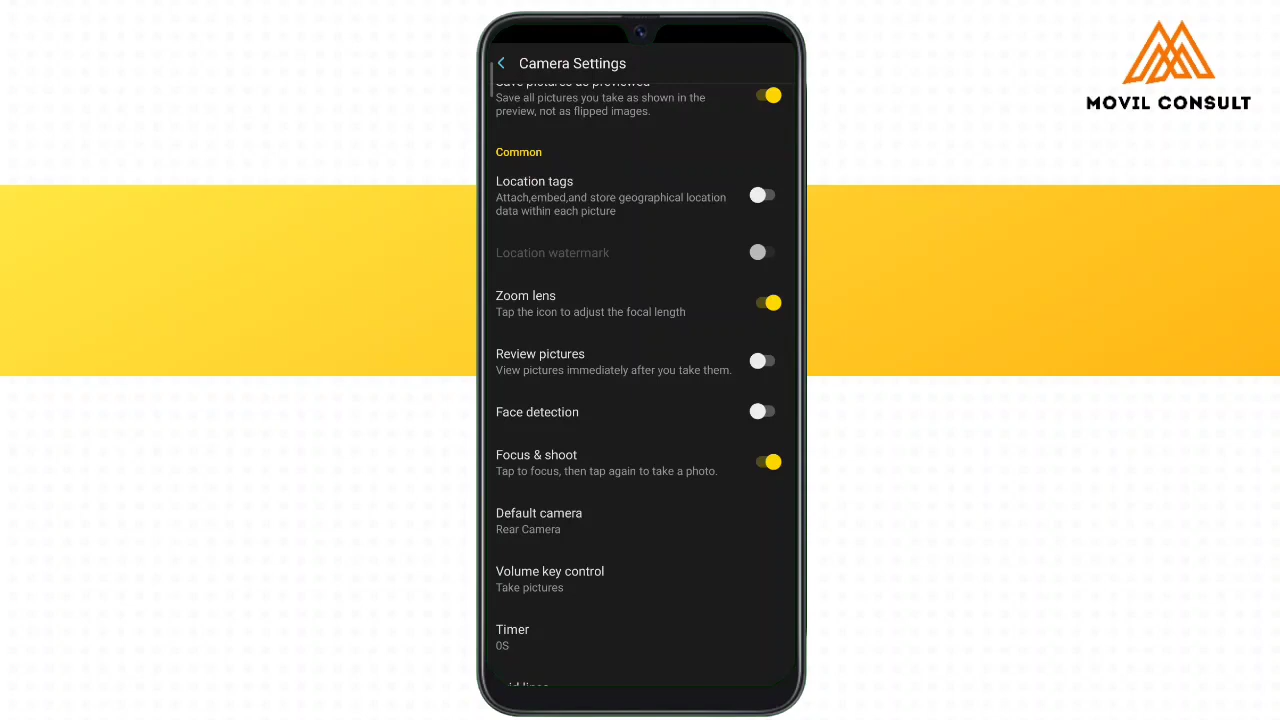 Camera Settings
MOVIL CONSULT
Save pictures as previewed
Save all pictures you take as shown in the
preview, not as flipped images.
Common
Location tags
Attach,embed,and store geographical location
data within each picture
Location watermark
Zoom lens
Tap the icon to adjust the focal length
Review pictures
View pictures immediately after you take them.
Face detection
Focus & shoot
Tap to focus, then tap again to take a photo.
Default camera
Rear Camera
Volume key control
Take pictures
Timer
0S